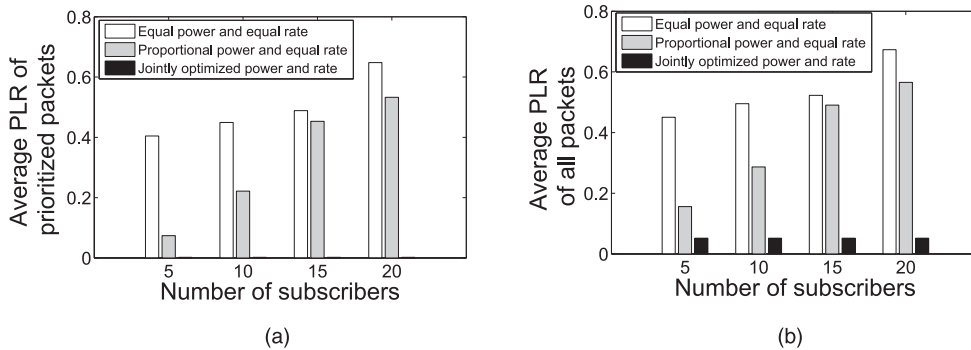 0.8
0.6
0.4
0.2
0
Average PLR of
prioritized packets
Equal power and equal rate
Proportional power and equal rate
Jointly optimized power and rate
5 10 15 20
Number of subscribers
(a)
0.8
0.6
0.4
0.2
0
Average PLR
of all packets
Equal power and equal rate
Proportional power and equal rate
Jointly optimized power and rate
5 10 15 20
Number of subscribers
(b)